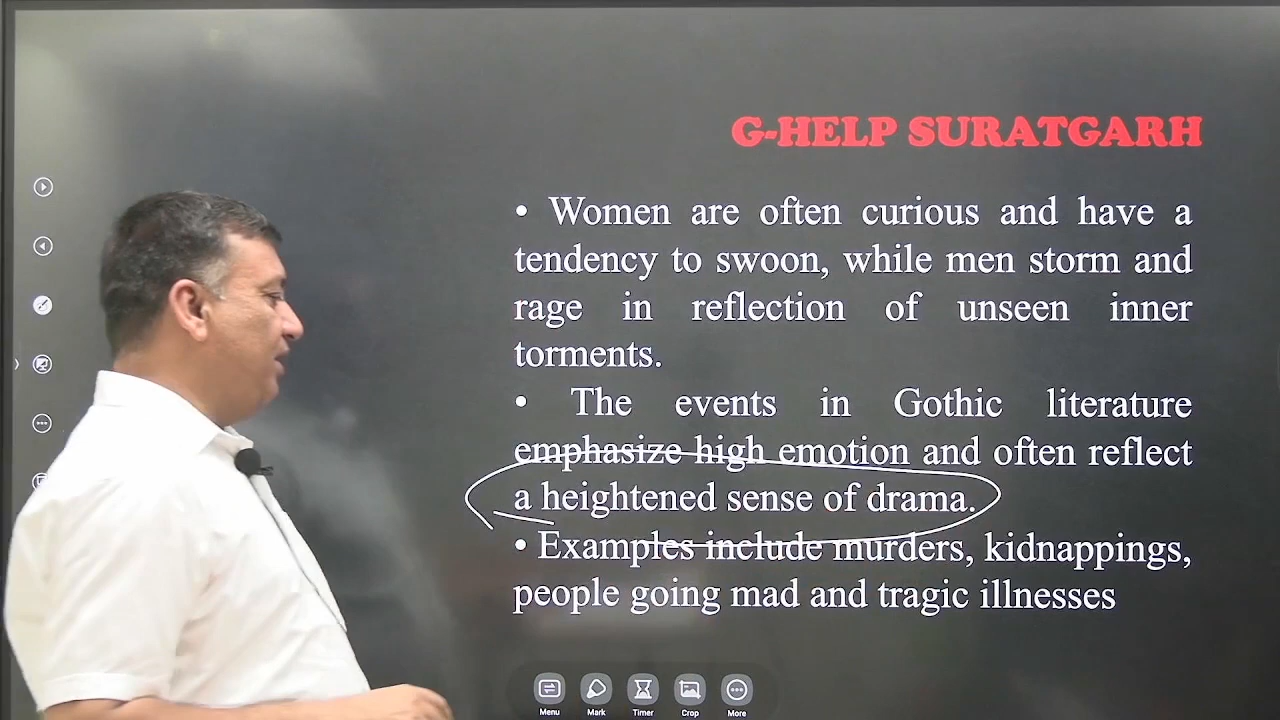 G-HELP SURATGARH
• Women are often curious and have a
tendency to swoon, while men storm and
rage in reflection of unseen inner
torments.
• The events in Gothic literature
emphasize high emotion and often reflect
a heightened sense of drama.
• Examples include murders, kidnappings,
people going mad and tragic illnesses
Menu Mark Timer Crop More